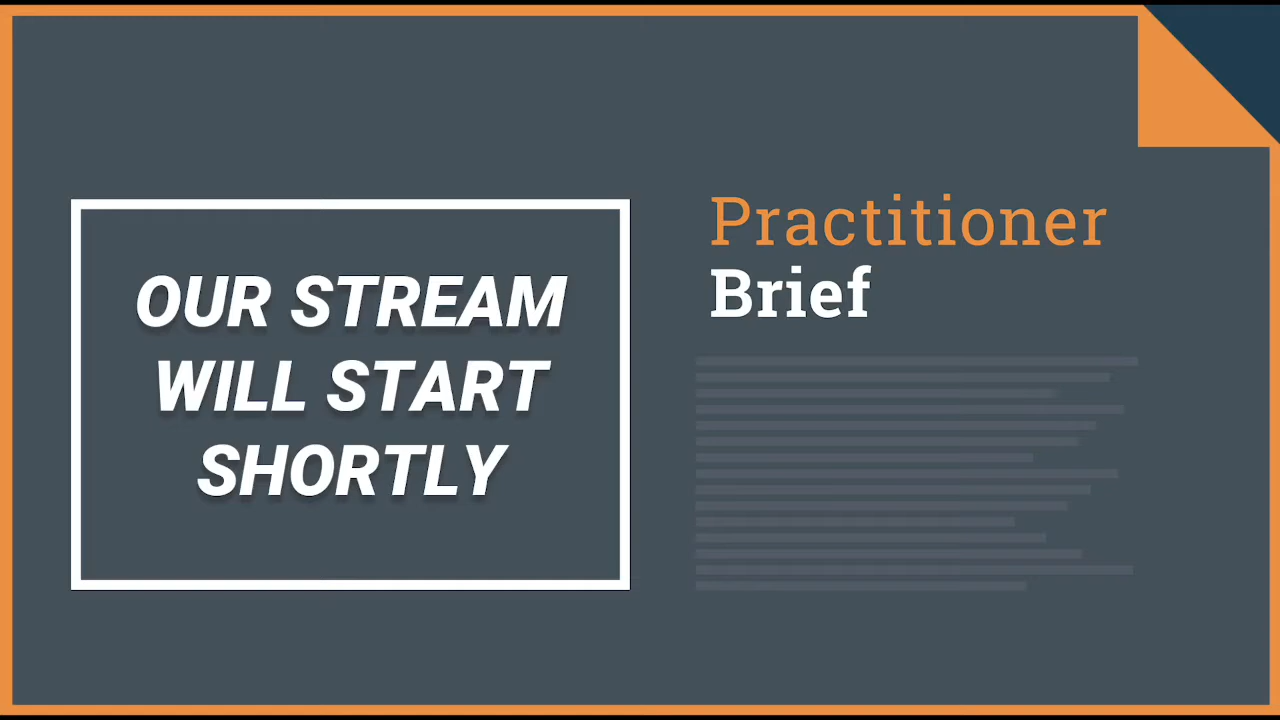 OUR STREAM
WILL START
SHORTLY
Practitioner
Brief